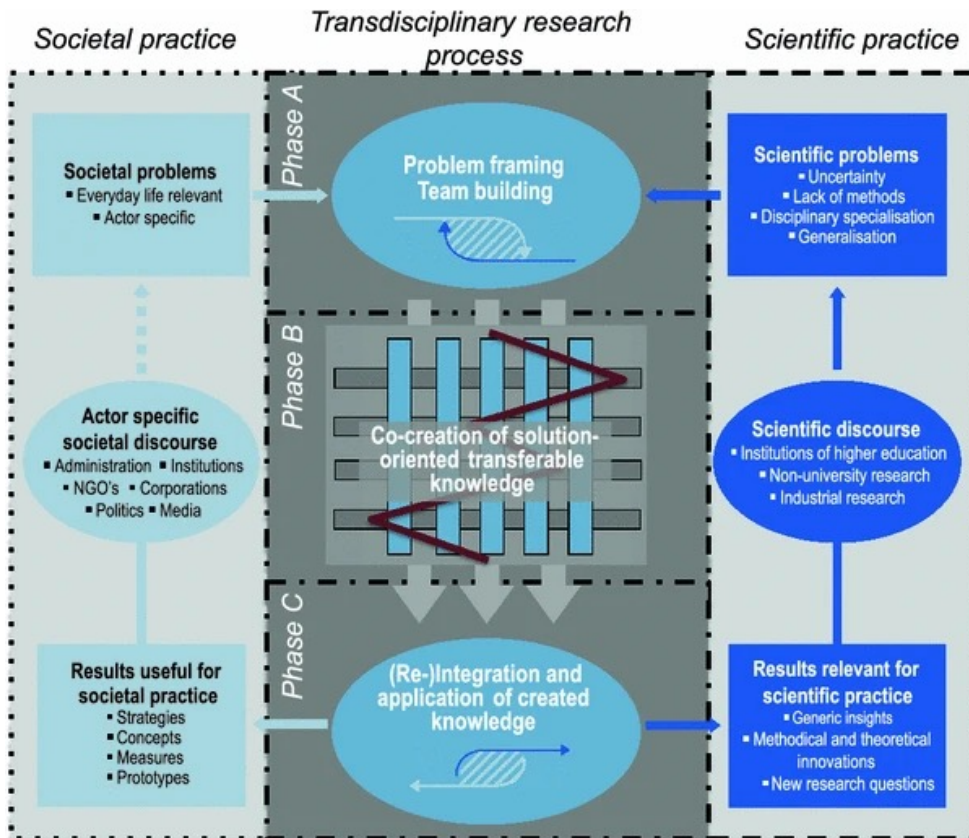 Societal practice
Transdisciplinary research
process
Scientific practice
Phase A
Societal problems
▪ Everyday life relevant
▪ Actor specific
Problem framing
Team building
Scientific problems
▪ Uncertainty
▪ Lack of methods
▪ Disciplinary specialisation
▪ Generalisation
Phase B
Actor specific
societal discourse
▪ Administration ▪ Institutions
▪ NGO's ▪ Corporations
▪ Politics ▪ Media
Co-creation of solution-
oriented transferable
knowledge
Scientific discourse
▪ Institutions of higher education
▪ Non-university research
▪ Industrial research
Phase C
Results useful for
societal practice
▪ Strategies
▪ Concepts
▪ Measures
▪ Prototypes
(Re-)Integration and
application of created
knowledge
Results relevant for
scientific practice
▪ Generic insights
▪ Methodical and theoretical
innovations
▪ New research questions